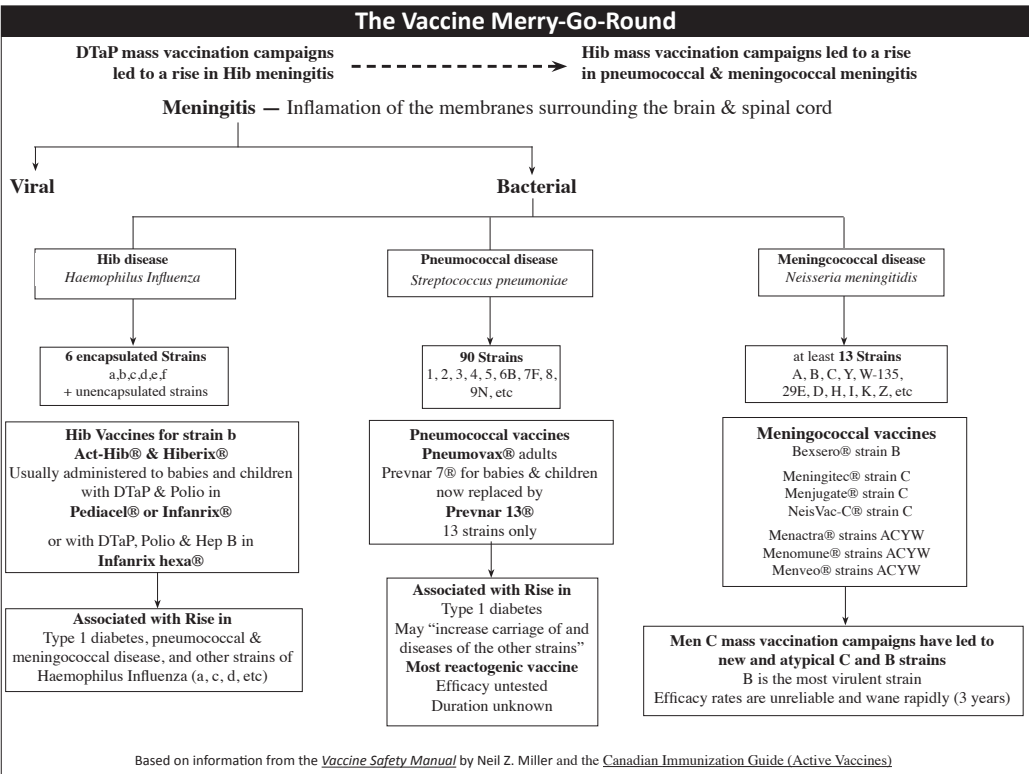 The Vaccine Merry-Go-Round
DTaP mass vaccination campaigns
led to a rise in Hib meningitis
Hib mass vaccination campaigns led to a rise
in pneumococcal & meningococcal meningitis
Meningitis — Inflamation of the membranes surrounding the brain & spinal cord
Viral
Bacterial
Hib disease
Haemophilus Influenza
Pneumococcal disease
Streptococcus pneumoniae
Meningococcal disease
Neisseria meningitidis
6 encapsulated Strains
a,b,c,d,e,f
+ unencapsulated strains
90 Strains
1, 2, 3, 4, 5, 6B, 7F, 8,
9N, etc
at least 13 Strains
A, B, C, Y, W-135,
29E, D, H, I, K, Z, etc
Hib Vaccines for strain b
Act-Hib® & Hiberix®
Usually administered to babies and children
with DTaP & Polio in
Pediacel® or Infanrix®
or with DTaP, Polio & Hep B in
Infanrix hexa®
Pneumococcal vaccines
Pneumovax® adults
Prevnar 7® for babies & children
now replaced by
Prevnar 13®
13 strains only
Meningococcal vaccines
Bexsero® strain B
Meningitec® strain C
Menjugate® strain C
NeisVac-C® strain C
Menactra® strains ACYW
Menomune® strains ACYW
Menveo® strains ACYW
Associated with Rise in
Type 1 diabetes, pneumococcal &
meningococcal disease, and other strains of
Haemophilus Influenza (a, c, d, etc)
Associated with Rise in
Type 1 diabetes
May “increase carriage of and
diseases of the other strains”
Most reactogenic vaccine
Efficacy untested
Duration unknown
Men C mass vaccination campaigns have led to
new and atypical C and B strains
B is the most virulent strain
Efficacy rates are unreliable and wane rapidly (3 years)
Based on information from the Vaccine Safety Manual by Neil Z. Miller and the Canadian Immunization Guide (Active Vaccines)